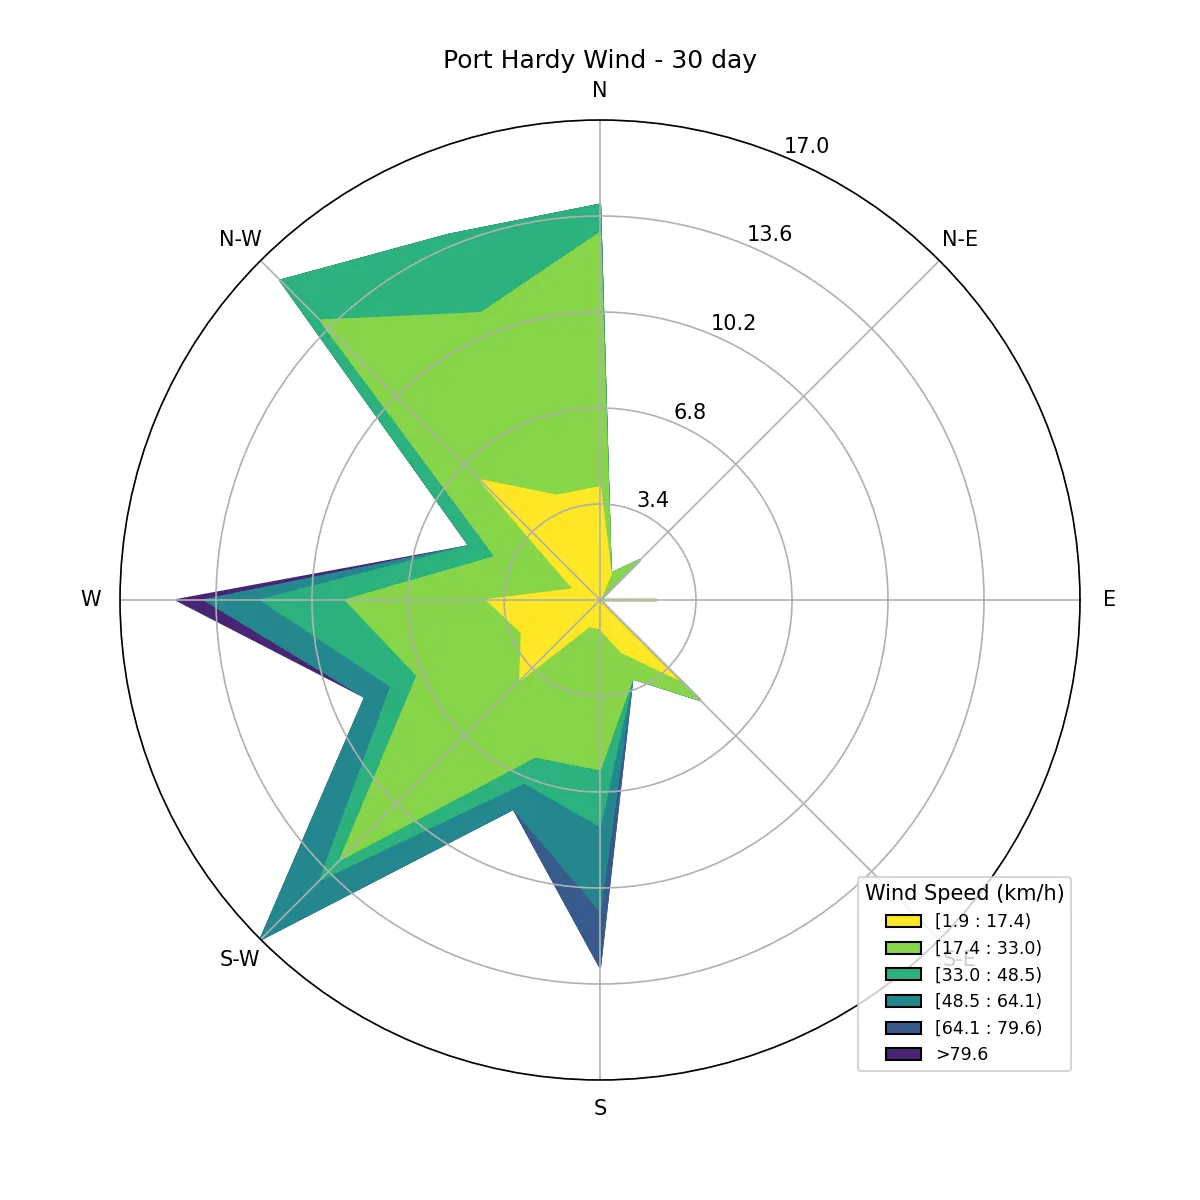 Port Hardy Wind - 30 day
N
17.0
N-W
13.6
N-E
10.2
6.8
3.4
W
E
S-W
S-E
S
Wind Speed (km/h)
[1.9 : 17.4)
[17.4 : 33.0)
[33.0 : 48.5)
[48.5 : 64.1)
[64.1 : 79.6)
>79.6